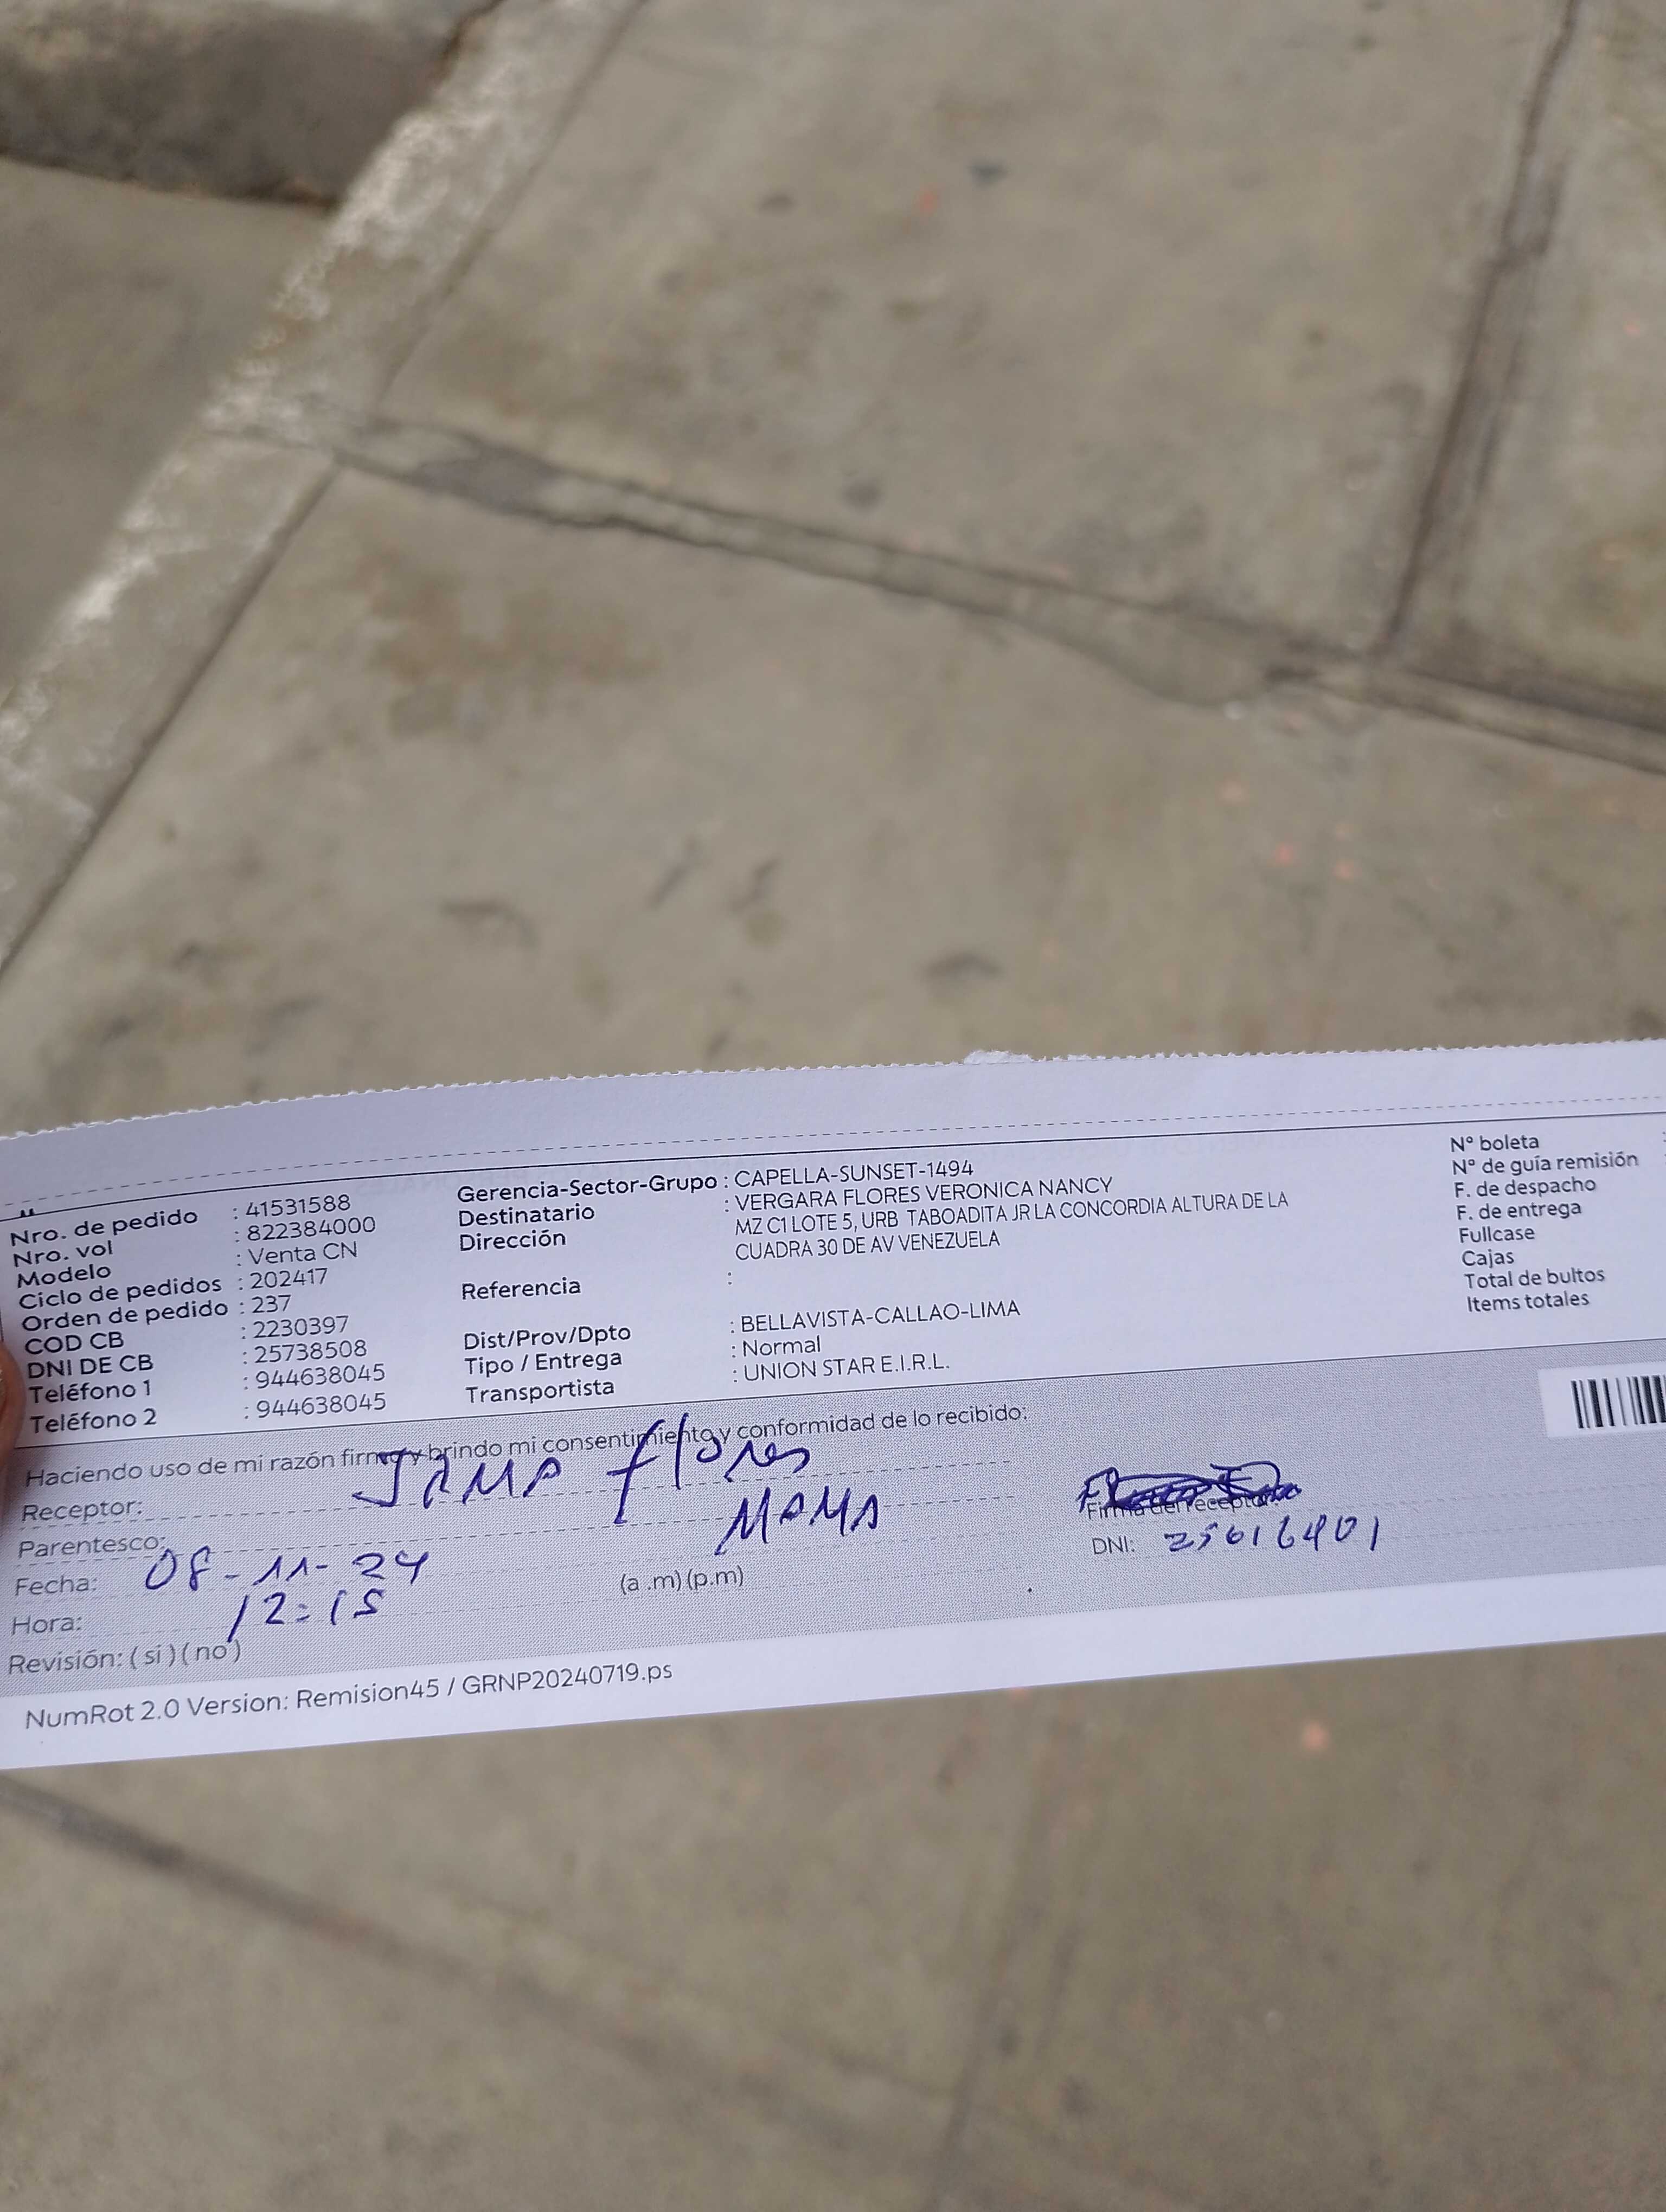 Nro. de pedido : 41531588
Nro. vol : 822384000
Modelo : Venta CN
Ciclo de pedidos : 202417
Orden de pedido : 237
COD CB : 2230397
DNI DE CB : 25738508
Teléfono 1 : 944638045
Teléfono 2 : 944638045
Gerencia-Sector-Grupo : CAPELLA-SUNSET-1494
Destinatario : VERGARA FLORES VERONICA NANCY
Dirección MZ C1 LOTE 5, URB TABOADITA JR LA CONCORDIA ALTURA DE LA
CUADRA 30 DE AV VENEZUELA
Referencia :
Dist/Prov/Dpto : BELLAVISTA-CALLAO-LIMA
Tipo / Entrega : Normal
Transportista : UNION STAR E.I.R.L.
Nº boleta :
Nº de guía remisión
F. de despacho
F. de entrega
Fullcase
Cajas
Total de bultos
Items totales
Haciendo uso de mi razón firmo y brindo mi consentimiento y conformidad de lo recibido:
Receptor: flores
Parentesco: MAMA
Firma del receptor
Fecha: 08-11-24
DNI: 25616401
Hora: 12:15 (a .m) (p.m)
Revisión: ( si ) ( no )
NumRot 2.0 Version: Remision45 / GRNP20240719.ps